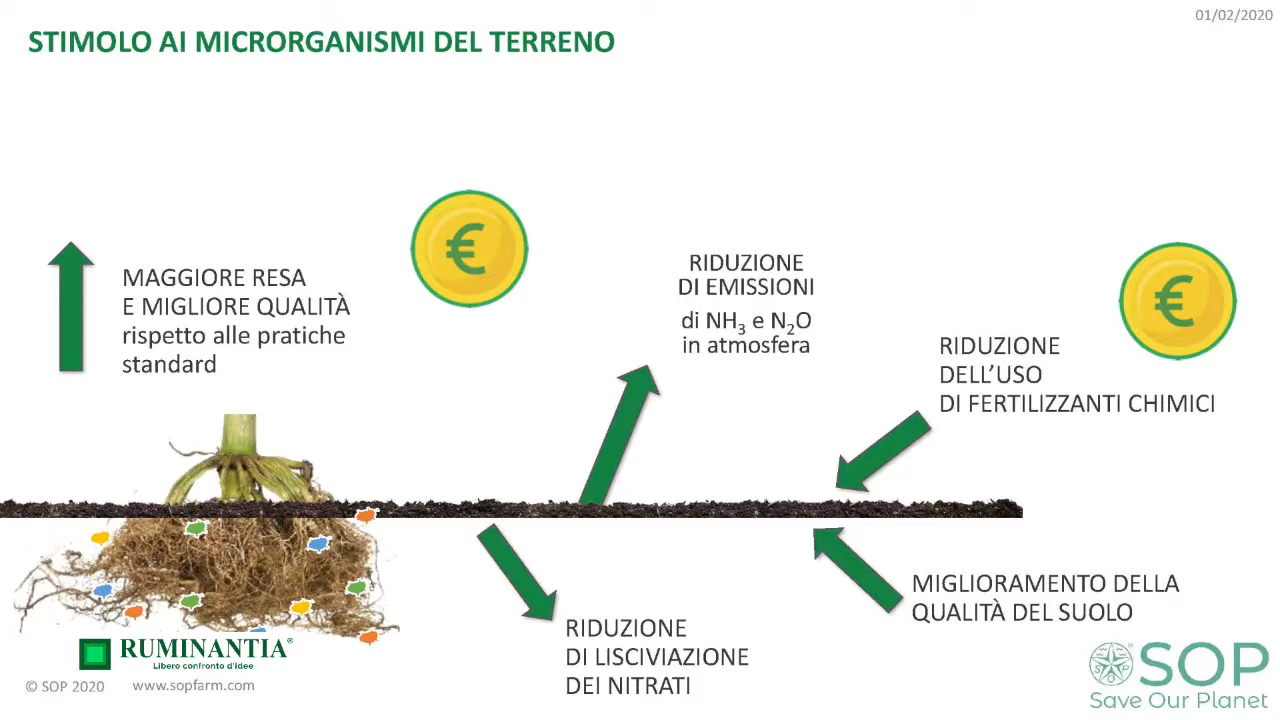 01/02/2020
STIMOLO AI MICRORGANISMI DEL TERRENO
MAGGIORE RESA
E MIGLIORE QUALITÀ
rispetto alle pratiche
standard
€
RIDUZIONE
DI EMISSIONI
di NH₃ e N₂O
in atmosfera
€
RIDUZIONE
DELL’USO
DI FERTILIZZANTI CHIMICI
RIDUZIONE
DI LISCIVIAZIONE
DEI NITRATI
MIGLIORAMENTO DELLA
QUALITÀ DEL SUOLO
RUMINANTIA®
Libero confronto d'idee
© SOP 2020 www.sopfarm.com
SOP
SOP
Save Our Planet